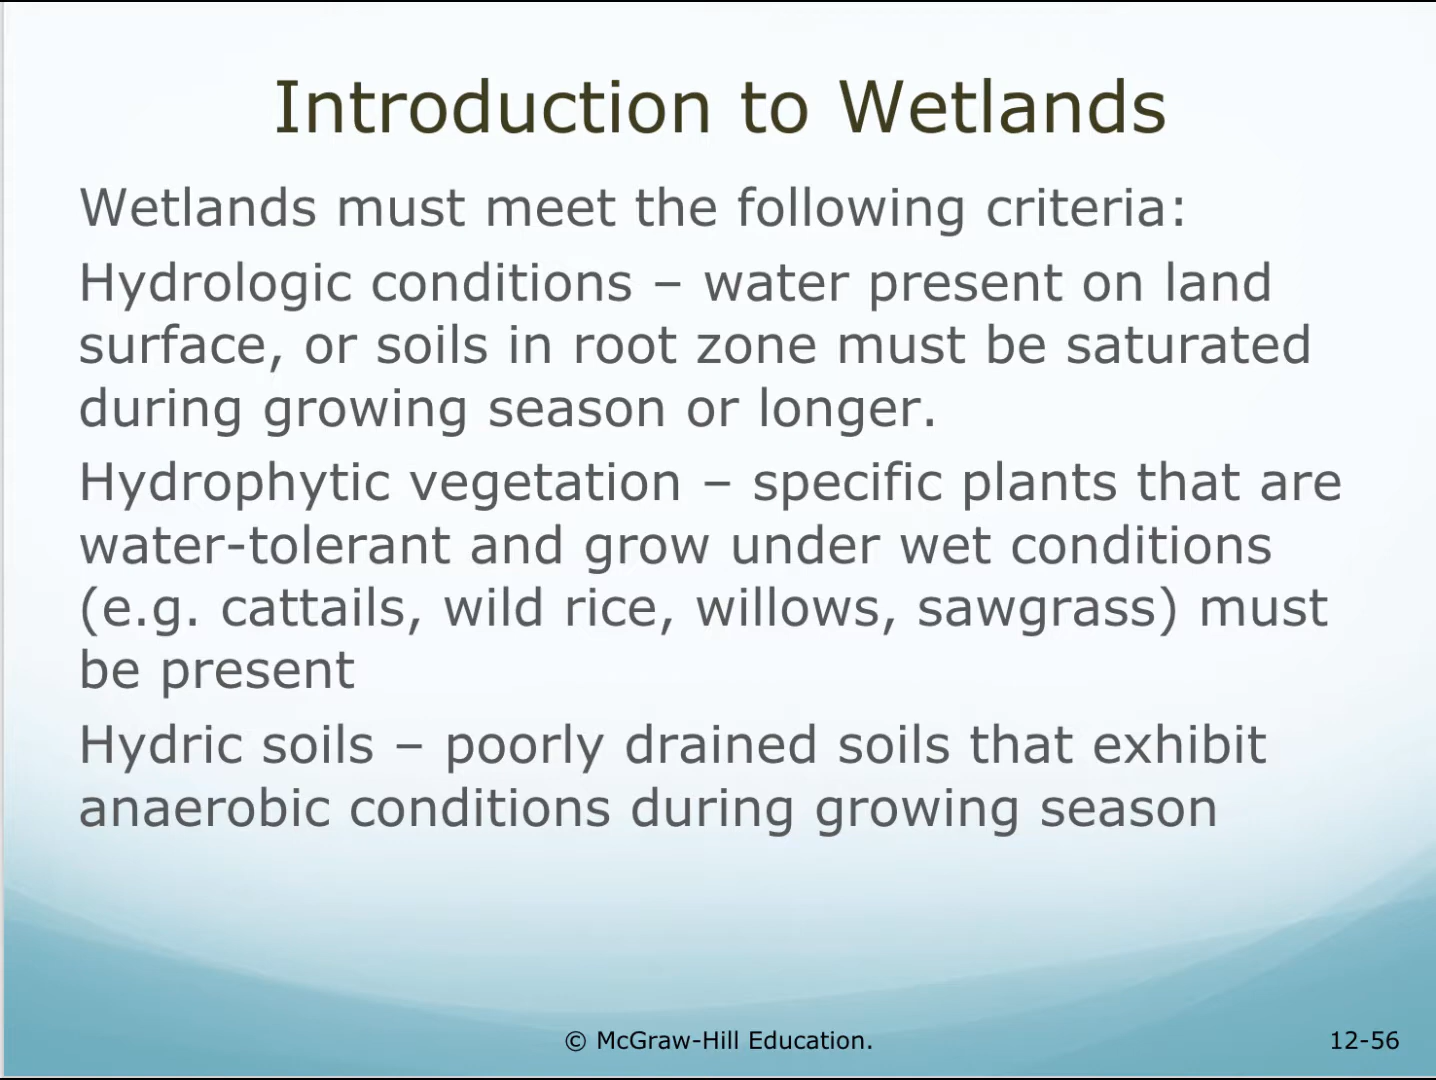 Introduction to Wetlands
Wetlands must meet the following criteria:
Hydrologic conditions – water present on land
surface, or soils in root zone must be saturated
during growing season or longer.
Hydrophytic vegetation – specific plants that are
water-tolerant and grow under wet conditions
(e.g. cattails, wild rice, willows, sawgrass) must
be present
Hydric soils – poorly drained soils that exhibit
anaerobic conditions during growing season
© McGraw-Hill Education.
12-56